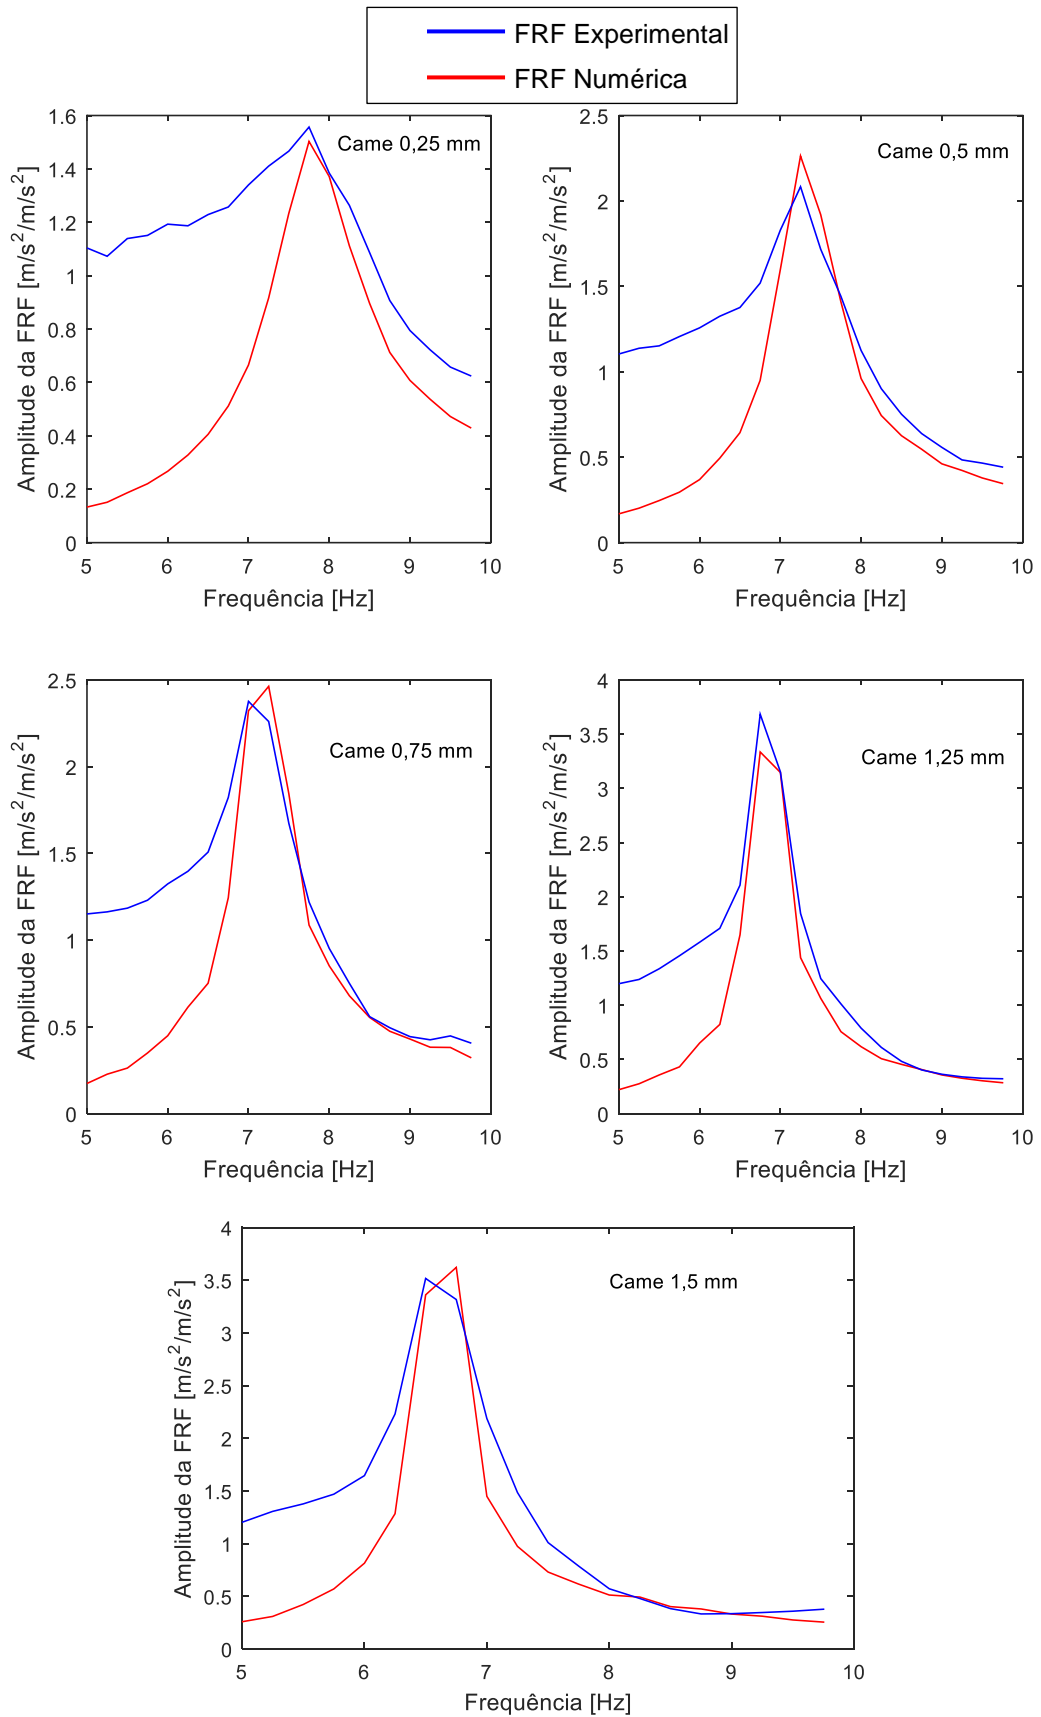 FRF Experimental
FRF Numérica
Came 0,25 mm
Amplitude da FRF [m/s²/m/s²]
0
0.2
0.4
0.6
0.8
1
1.2
1.4
1.6
5 6 7 8 9 10
Frequência [Hz]
Came 0,5 mm
Amplitude da FRF [m/s²/m/s²]
0
0.5
1
1.5
2
2.5
5 6 7 8 9 10
Frequência [Hz]
Came 0,75 mm
Amplitude da FRF [m/s²/m/s²]
0
0.5
1
1.5
2
2.5
5 6 7 8 9 10
Frequência [Hz]
Came 1,25 mm
Amplitude da FRF [m/s²/m/s²]
0
0.5
1
1.5
2
2.5
3
3.5
4
5 6 7 8 9 10
Frequência [Hz]
Came 1,5 mm
Amplitude da FRF [m/s²/m/s²]
0
0.5
1
1.5
2
2.5
3
3.5
4
5 6 7 8 9 10
Frequência [Hz]